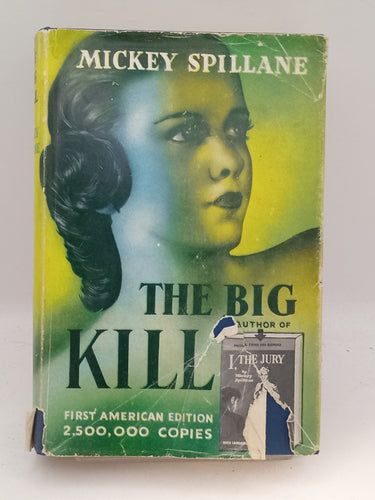 MICKEY SPILLANE
THE BIG
KILL
AUTHOR OF
I, THE JURY
by
Mickey
Spillane
FIRST AMERICAN EDITION
2,500,000 COPIES